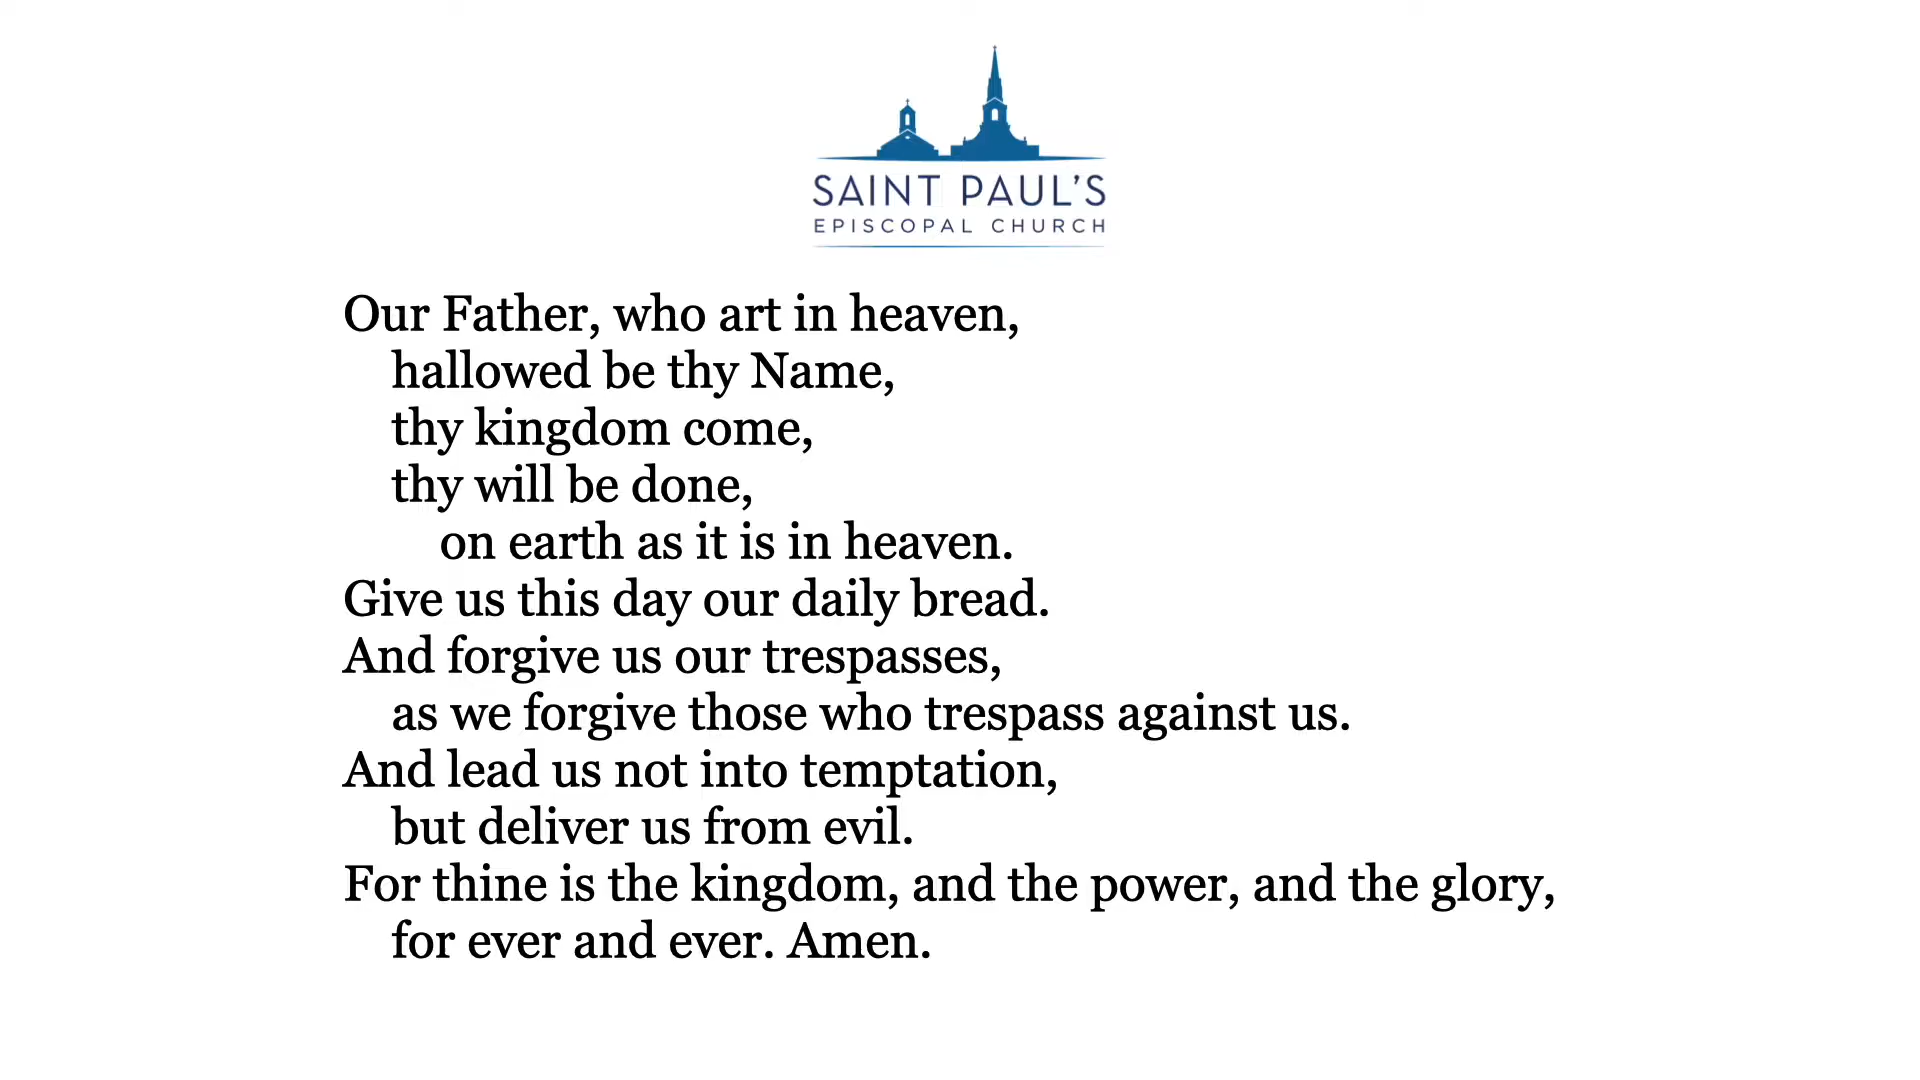 SAINT PAUL'S
EPISCOPAL CHURCH
Our Father, who art in heaven,
hallowed be thy Name,
thy kingdom come,
thy will be done,
on earth as it is in heaven.
Give us this day our daily bread.
And forgive us our trespasses,
as we forgive those who trespass against us.
And lead us not into temptation,
but deliver us from evil.
For thine is the kingdom, and the power, and the glory,
for ever and ever. Amen.